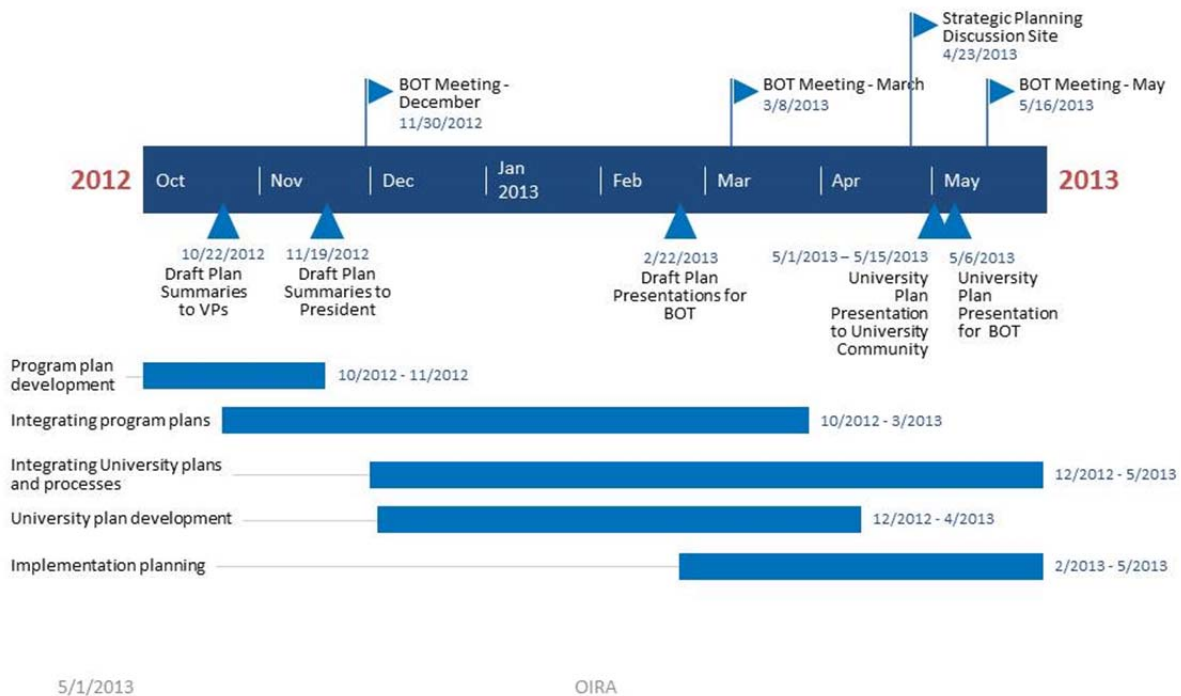 Strategic Planning
Discussion Site
4/23/2013
BOT Meeting -
December
11/30/2012
BOT Meeting - March
3/8/2013
BOT Meeting - May
5/16/2013
2012
Oct
Nov
Dec
Jan
2013
Feb
Mar
Apr
May
2013
10/22/2012
Draft Plan
Summaries
to VPs
11/19/2012
Draft Plan
Summaries to
President
2/22/2013
Draft Plan
Presentations for
BOT
5/1/2013 – 5/15/2013
University
Plan
Presentation
to University
Community
5/6/2013
University
Plan
Presentation
for BOT
Program plan
development
10/2012 - 11/2012
Integrating program plans
10/2012 - 3/2013
Integrating University plans
and processes
12/2012 - 5/2013
University plan development
12/2012 - 4/2013
Implementation planning
2/2013 - 5/2013
5/1/2013
OIRA